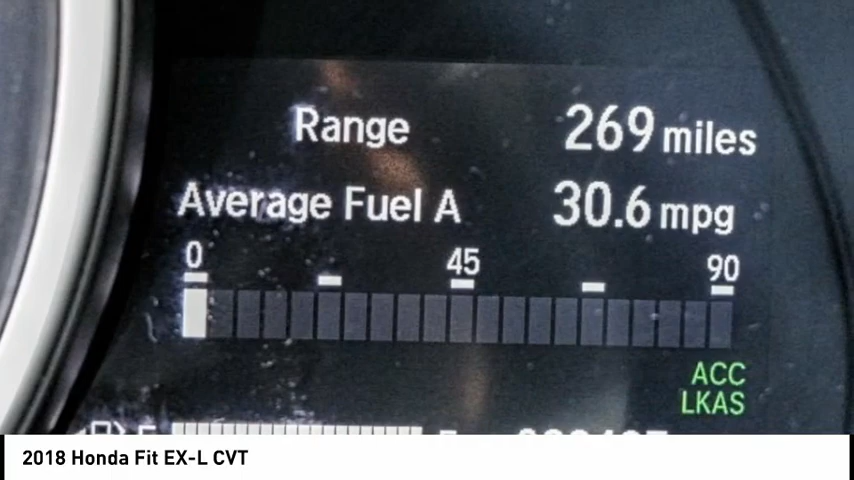 Range 269 miles
Average Fuel A 30.6 mpg
0 45 90
ACC
LKAS
2018 Honda Fit EX-L CVT